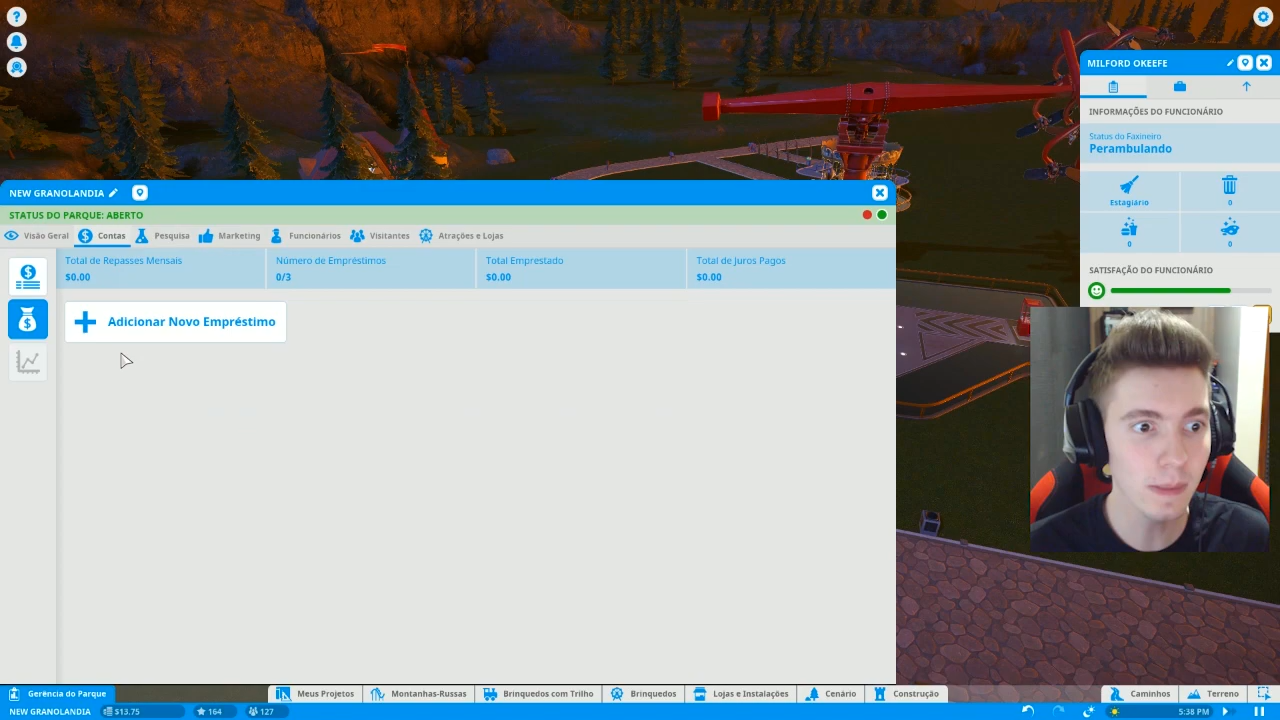 ?
MILFORD OKEEFE
INFORMAÇÕES DO FUNCIONÁRIO
Status do Faxineiro
Perambulando
Estagiário
0
0
0
SATISFAÇÃO DO FUNCIONÁRIO
NEW GRANOLANDIA
STATUS DO PARQUE: ABERTO
Visão Geral
Contas
Pesquisa
Marketing
Funcionários
Visitantes
Atrações e Lojas
Total de Repasses Mensais
$0.00
Número de Empréstimos
0/3
Total Emprestado
$0.00
Total de Juros Pagos
$0.00
Adicionar Novo Empréstimo
Gerência do Parque
Meus Projetos
Montanhas-Russas
Brinquedos com Trilho
Brinquedos
Lojas e Instalações
Cenário
Construção
Caminhos
Terreno
NEW GRANOLANDIA
$13.75
164
127
5:38 PM